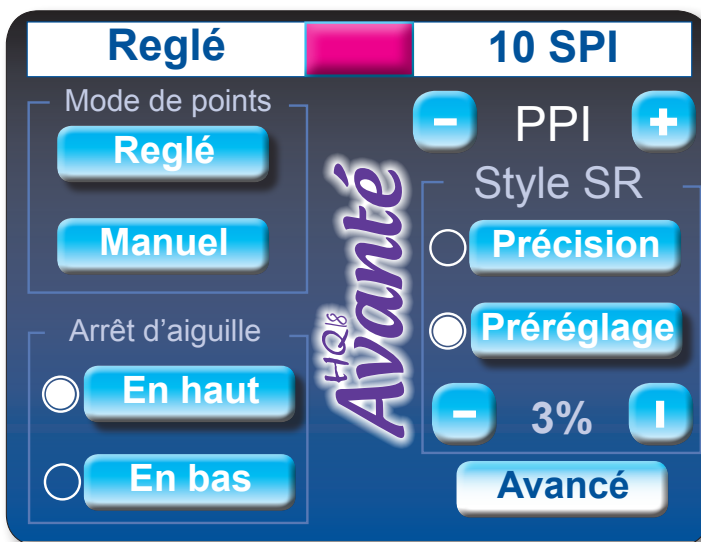 Reglé
10 SPI
Mode de points
Reglé
Manuel
Arrêt d'aiguille
En haut
En bas
HQ18
Avanté
- PPI +
Style SR
Précision
Préréglage
- 3% I
Avancé